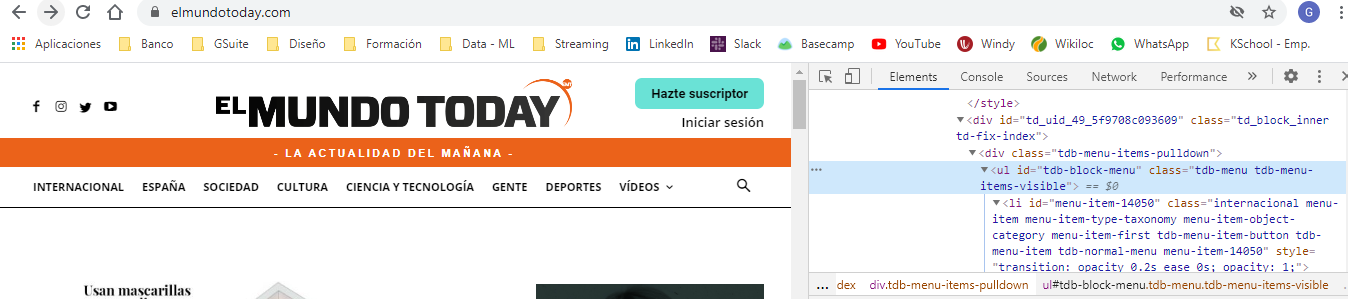 elmundotoday.com
G
Aplicaciones Banco GSuite Diseño Formación Data - ML Streaming LinkedIn Slack Basecamp YouTube Windy Wikiloc WhatsApp KSchool - Emp.
EL MUNDO TODAY
Hazte suscriptor
Iniciar sesión
- LA ACTUALIDAD DEL MAÑANA -
INTERNACIONAL ESPAÑA SOCIEDAD CULTURA CIENCIA Y TECNOLOGÍA GENTE DEPORTES VÍDEOS
Usan mascarillas
Elements Console Sources Network Performance »
</style>
<div id="td_uid_49_5f9708c093609" class="td_block_inner
td-fix-index">
<div class="tdb-menu-items-pulldown">
<ul id="tdb-block-menu" class="tdb-menu tdb-menu-
items-visible"> == $0
<li id="menu-item-14050" class="internacional menu-
item menu-item-type-taxonomy menu-item-object-
category menu-item-first tdb-menu-item-button tdb-
menu-item tdb-normal-menu menu-item-14050" style=
"transition: opacity 0.2s ease 0s; opacity: 1;">
... dex div.tdb-menu-items-pulldown ul#tdb-block-menu.tdb-menu.tdb-menu-items-visible